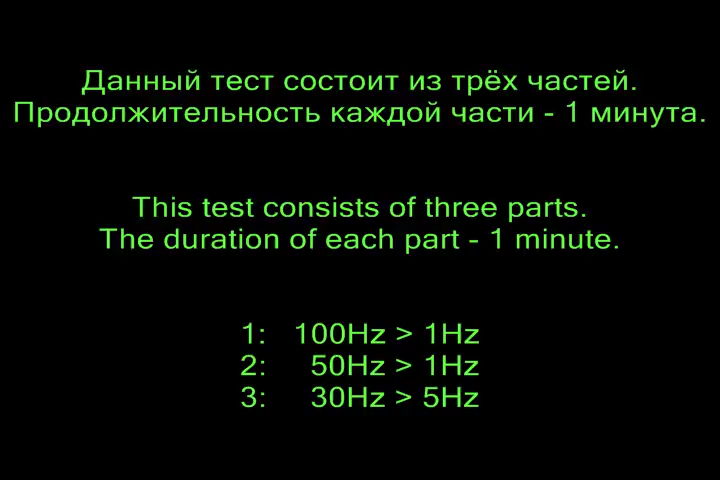 Данный тест состоит из трёх частей.
Продолжительность каждой части - 1 минута.
This test consists of three parts.
The duration of each part - 1 minute.
1: 100Hz > 1Hz
2: 50Hz > 1Hz
3: 30Hz > 5Hz